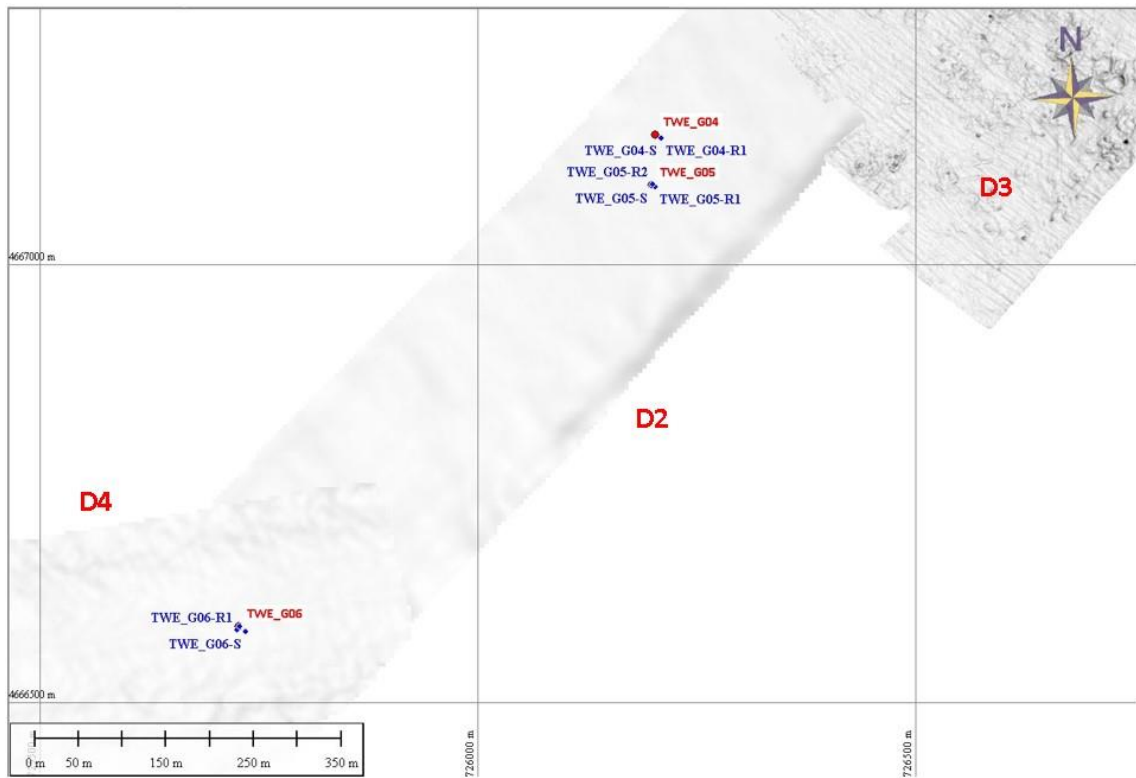 N
TWE_G04
TWE_G04-S TWE_G04-R1
TWE_G05-R2 TWE_G05
TWE_G05-S TWE_G05-R1
D3
4667000 m
D2
D4
TWE_G06-R1 TWE_G06
TWE_G06-S
4666500 m
726000 m
726500 m
0 m 50 m 150 m 250 m 350 m